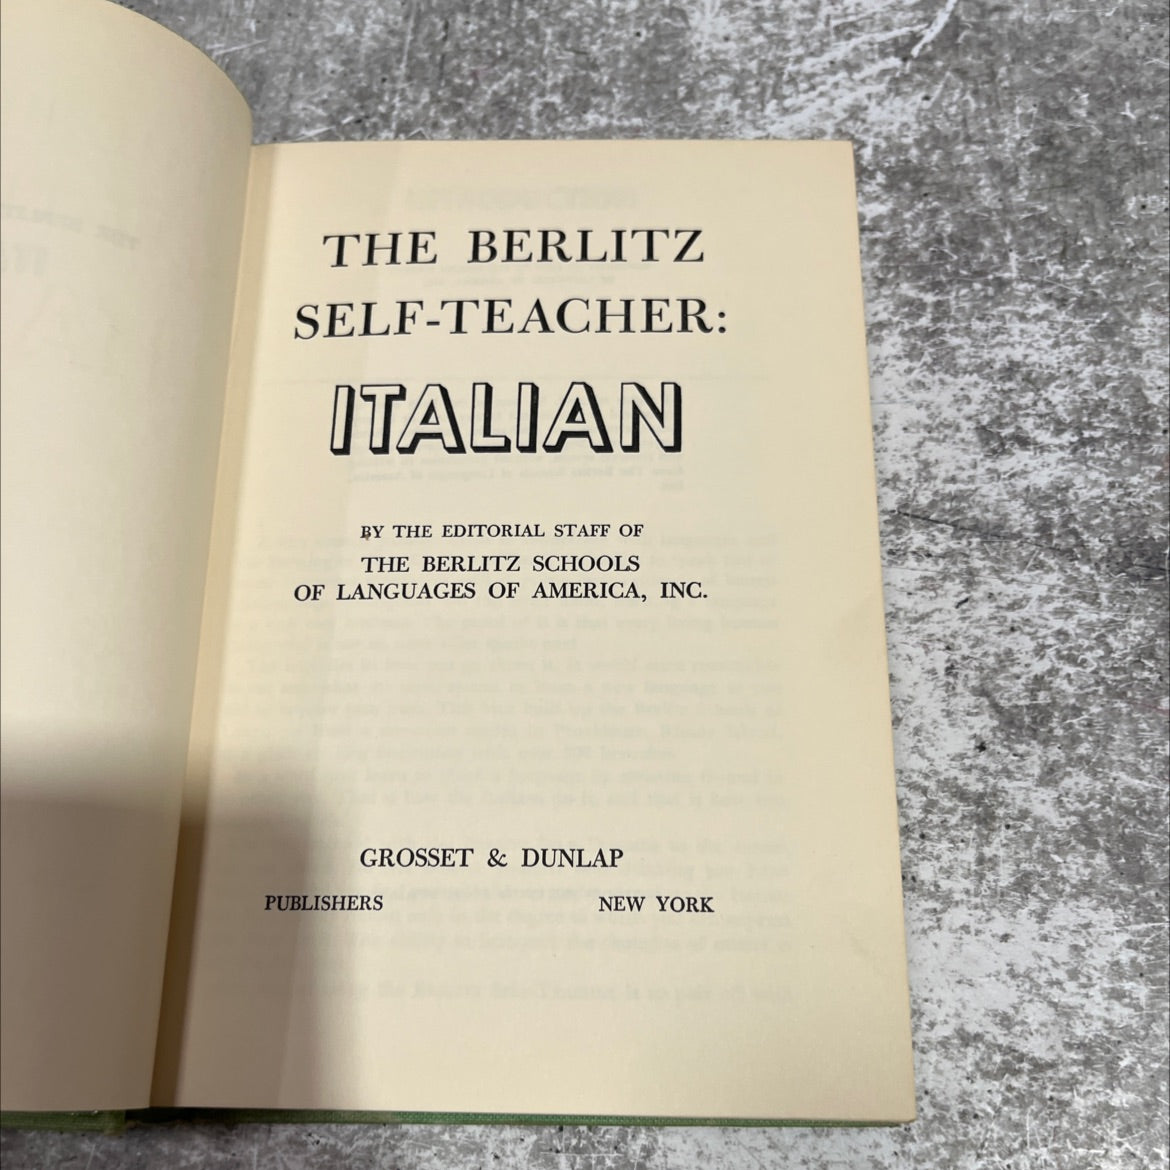 THE BERLITZ
SELF-TEACHER:
ITALIAN
BY THE EDITORIAL STAFF OF
THE BERLITZ SCHOOLS
OF LANGUAGES OF AMERICA, INC.
GROSSET & DUNLAP
PUBLISHERS NEW YORK